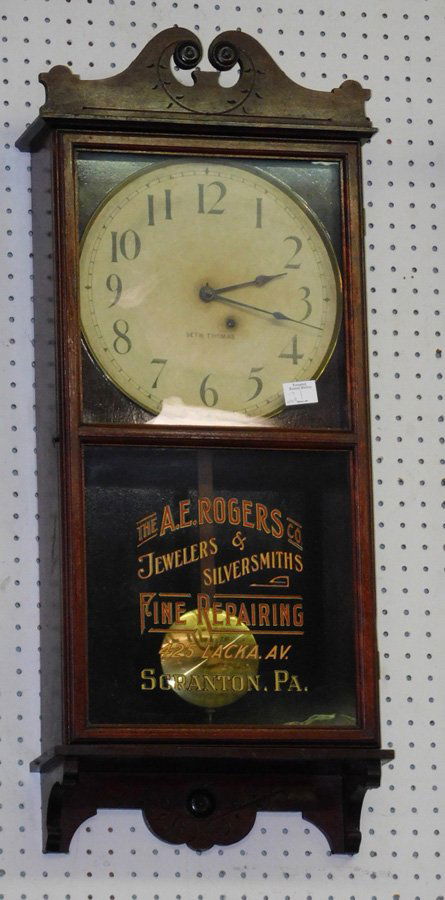 12
1
2
3
4
5
6
7
8
9
10
11
SETH THOMAS
THE A.E. ROGERS CO
JEWELERS &
SILVERSMITHS
FINE REPAIRING
225 LACKA. AV.
SCRANTON, PA.